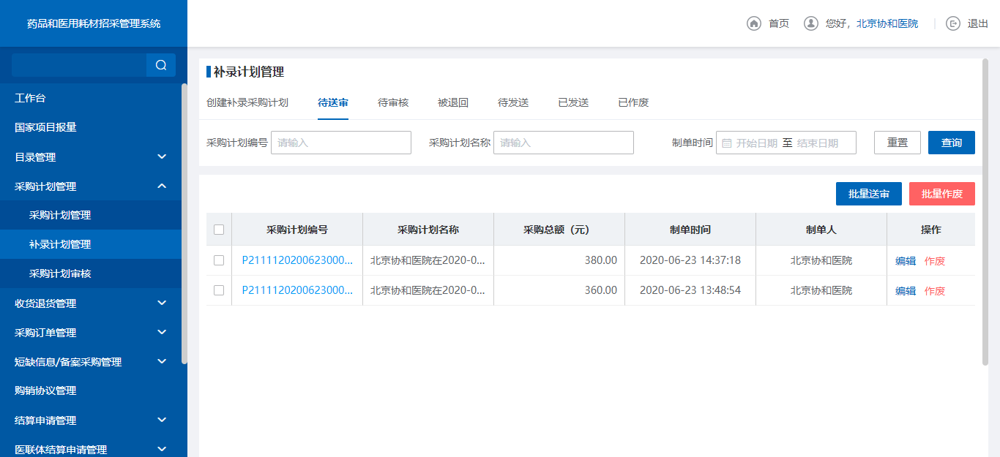 药品和医用耗材招采管理系统
首页
您好，北京协和医院
退出
工作台
国家项目报量
目录管理
采购计划管理
采购计划管理
补录计划管理
采购计划审核
收货退货管理
采购订单管理
短缺信息/备案采购管理
购销协议管理
结算申请管理
医联体结算申请管理
补录计划管理
创建补录采购计划 待送审 待审核 被退回 待发送 已发送 已作废
采购计划编号 请输入 采购计划名称 请输入 制单时间 开始日期 至 结束日期 重置 查询
批量送审 批量作废
采购计划编号 采购计划名称 采购总额（元） 制单时间 制单人 操作
P2111120200623000... 北京协和医院在2020-0... 380.00 2020-06-23 14:37:18 北京协和医院 编辑 作废
P2111120200623000... 北京协和医院在2020-0... 360.00 2020-06-23 13:48:54 北京协和医院 编辑 作废